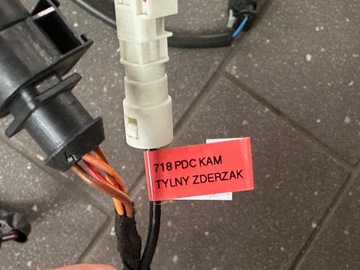 718 PDC KAM
TYLNY ZDERZAK